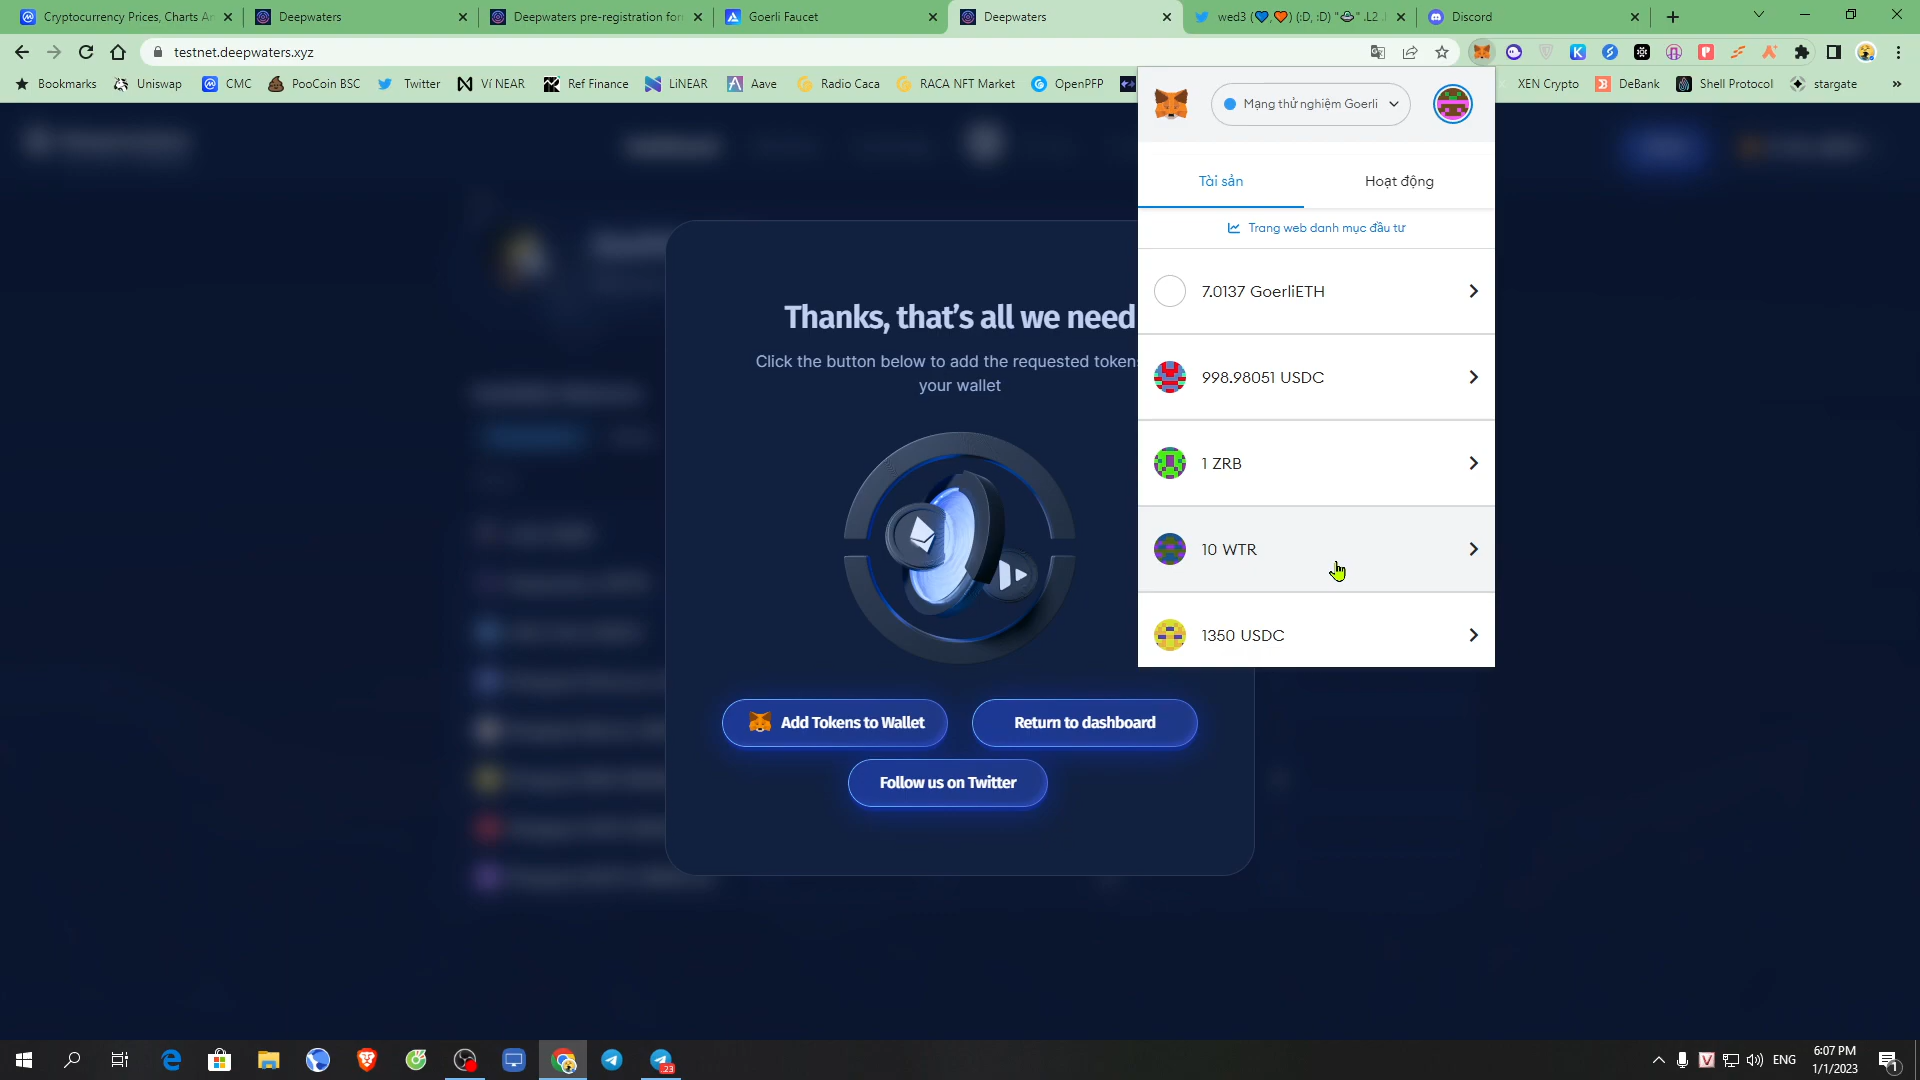 Cryptocurrency Prices, Charts A
Deepwaters
Deepwaters pre-registration for
Goerli Faucet
Deepwaters
wed3 (💙,🧡) (:D, :D) "🛸" .L2
Discord
testnet.deepwaters.xyz
Bookmarks
Uniswap
CMC
PooCoin BSC
Twitter
Ví NEAR
Ref Finance
LiNEAR
Aave
Radio Caca
RACA NFT Market
OpenPFP
XEN Crypto
DeBank
Shell Protocol
stargate
»
Mạng thử nghiệm Goerli
Tài sản
Hoạt động
Trang web danh mục đầu tư
7.0137 GoerliETH
998.98051 USDC
1 ZRB
10 WTR
1350 USDC
Thanks, that's all we need
Click the button below to add the requested token
your wallet
Add Tokens to Wallet
Return to dashboard
Follow us on Twitter
23
ENG
6:07 PM
1/1/2023
1